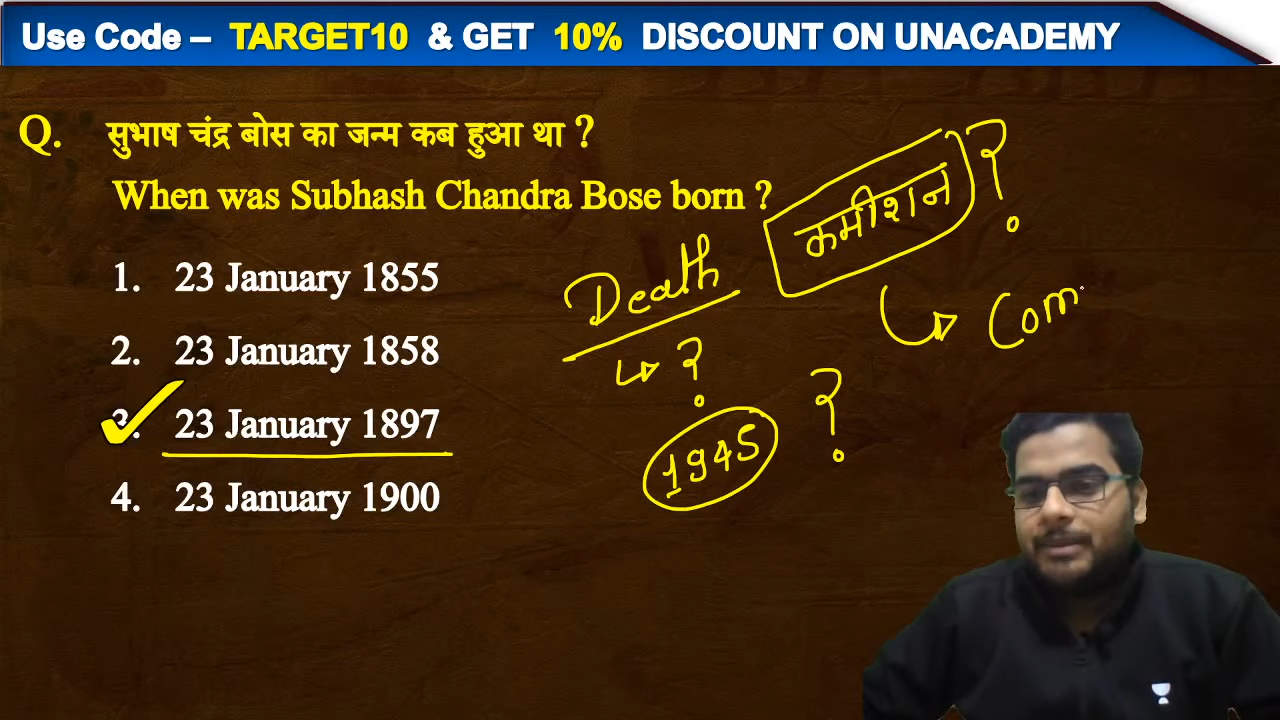 Use Code – TARGET10 & GET 10% DISCOUNT ON UNACADEMY
Q. सुभाष चंद्र बोस का जन्म कब हुआ था ?
When was Subhash Chandra Bose born ?
1. 23 January 1855
2. 23 January 1858
3. 23 January 1897
4. 23 January 1900
कमीशन ?
Death
?
1945 ?
Com